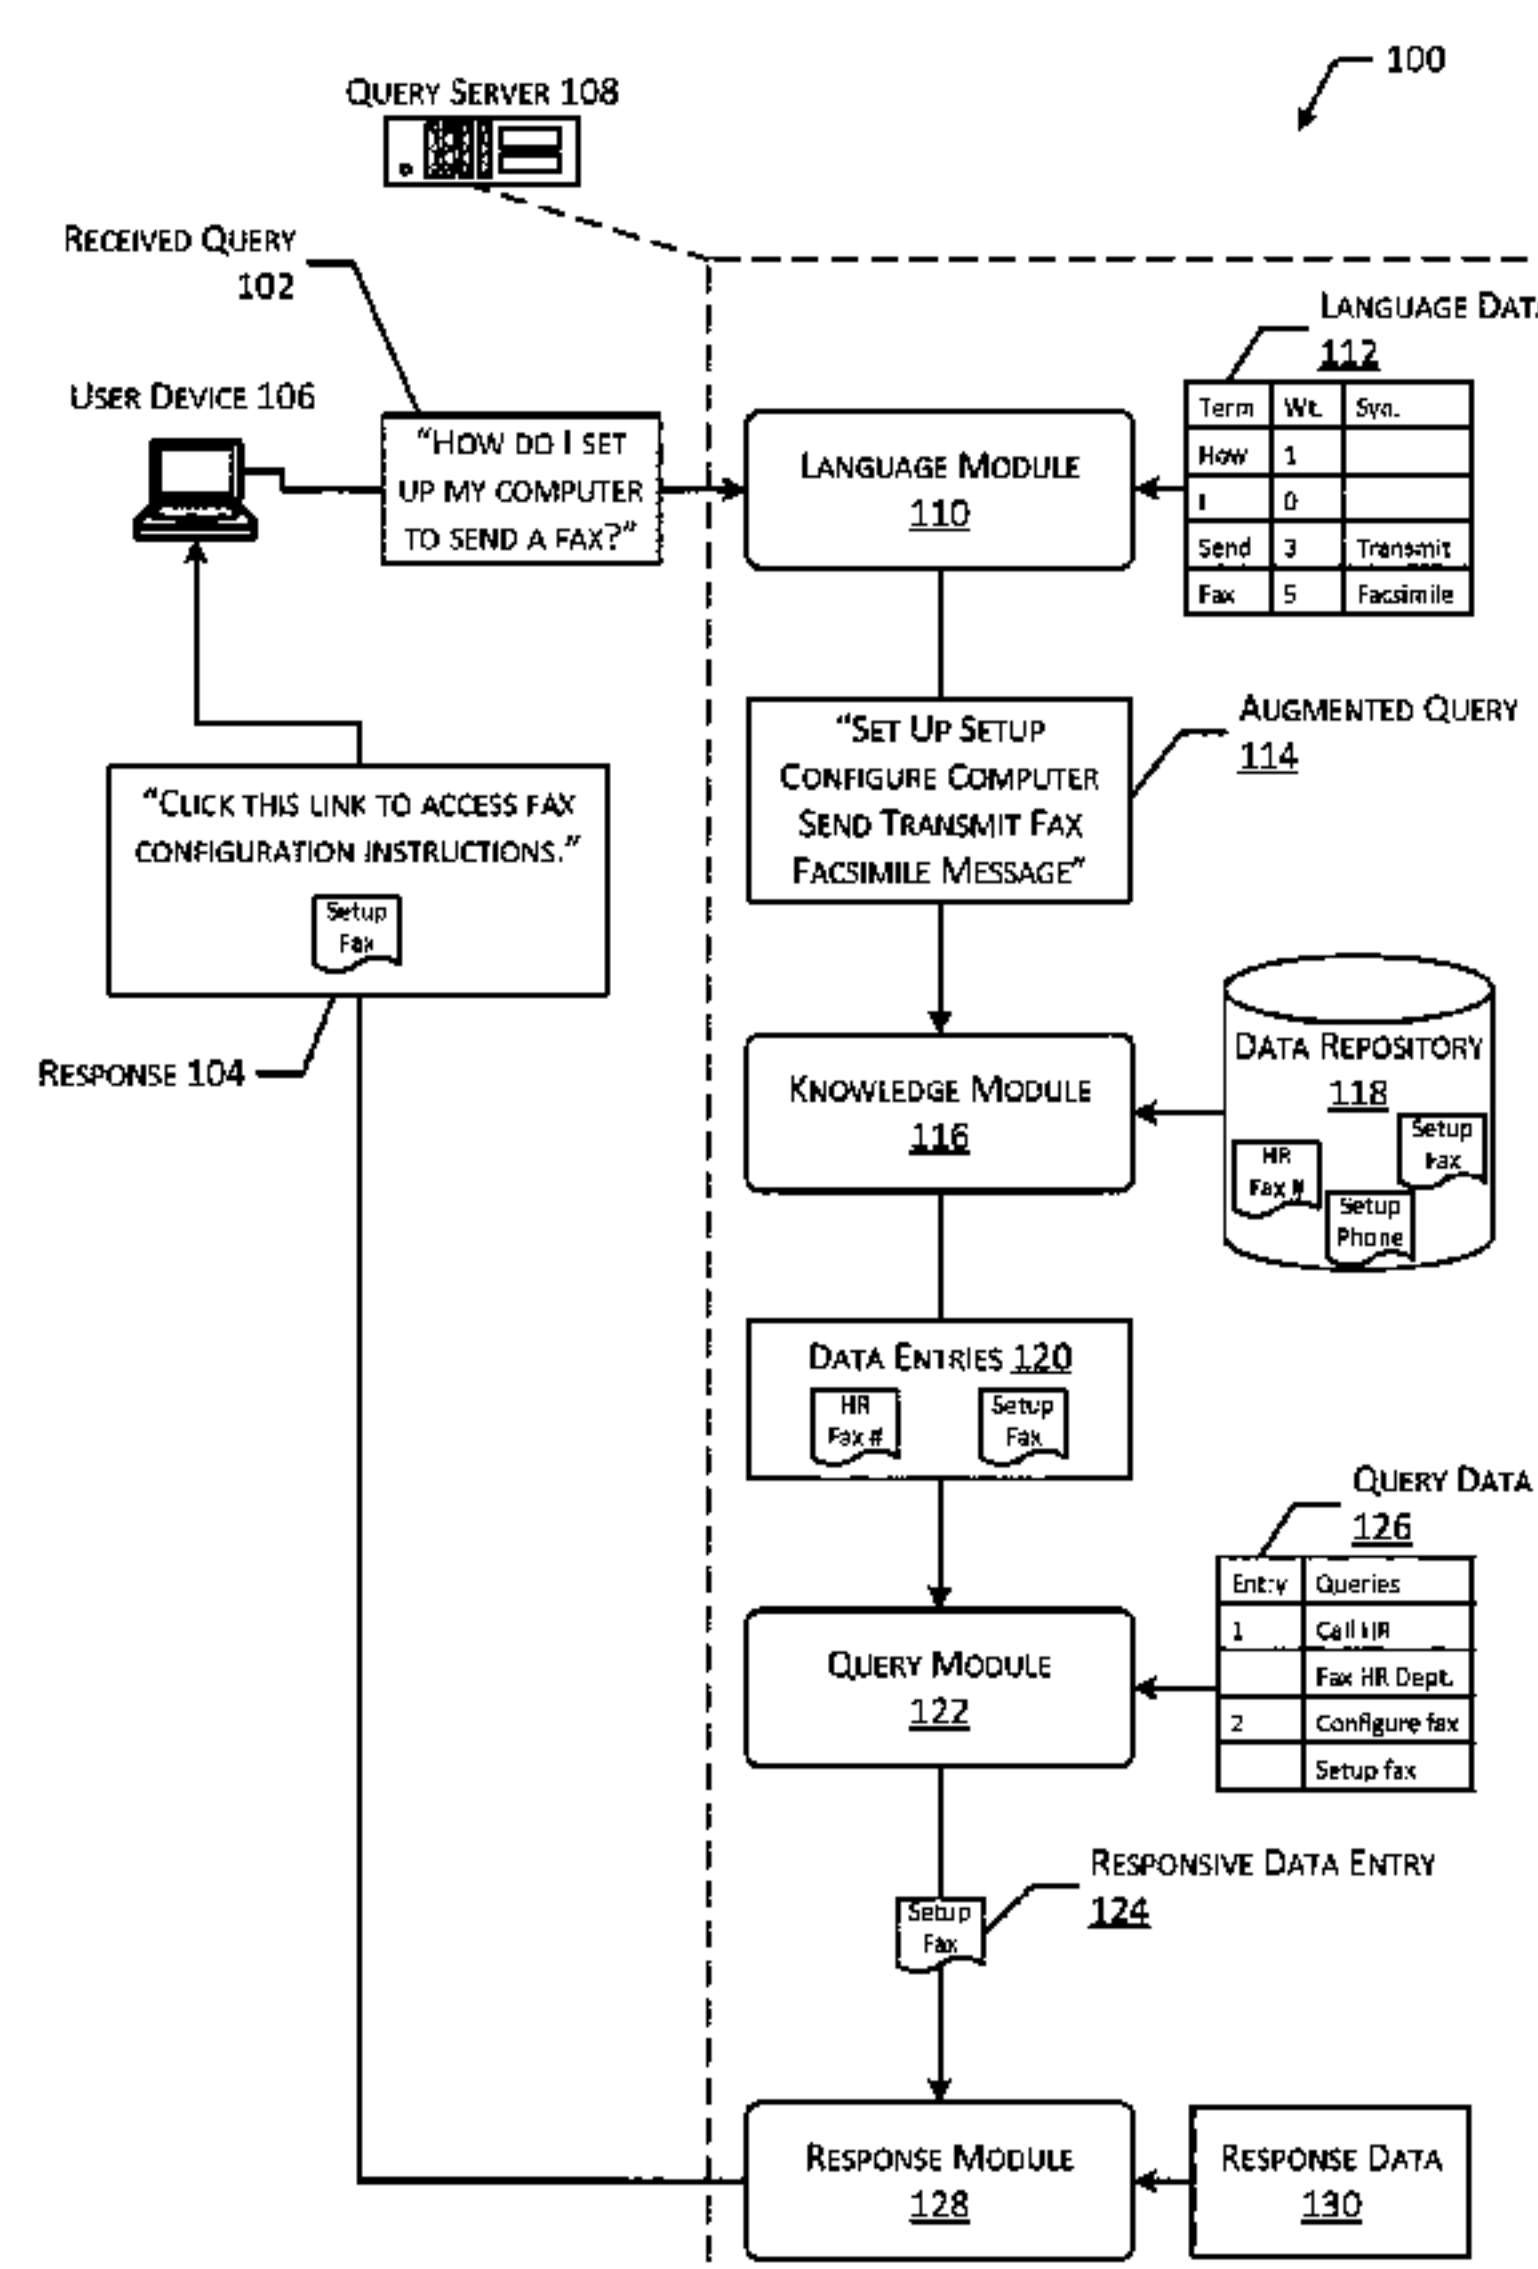 100
QUERY SERVER 108
RECEIVED QUERY
102
LANGUAGE DATA
112
USER DEVICE 106
"HOW DO I SET
UP MY COMPUTER
TO SEND A FAX?"
LANGUAGE MODULE
110
Term Wt. Syn.
How 1
I 0
Send 3 Transmit
Fax 5 Facsimile
"SET UP SETUP
CONFIGURE COMPUTER
SEND TRANSMIT FAX
FACSIMILE MESSAGE"
AUGMENTED QUERY
114
"CLICK THIS LINK TO ACCESS FAX
CONFIGURATION INSTRUCTIONS."
Setup
Fax
RESPONSE 104
KNOWLEDGE MODULE
116
DATA REPOSITORY
118
HR
Fax #
Setup
Fax
Setup
Phone
DATA ENTRIES 120
HR
Fax #
Setup
Fax
QUERY DATA
126
Entry Queries
1 Call HR
Fax HR Dept.
2 Configure fax
Setup fax
QUERY MODULE
122
RESPONSIVE DATA ENTRY
124
Setup
Fax
RESPONSE MODULE
128
RESPONSE DATA
130